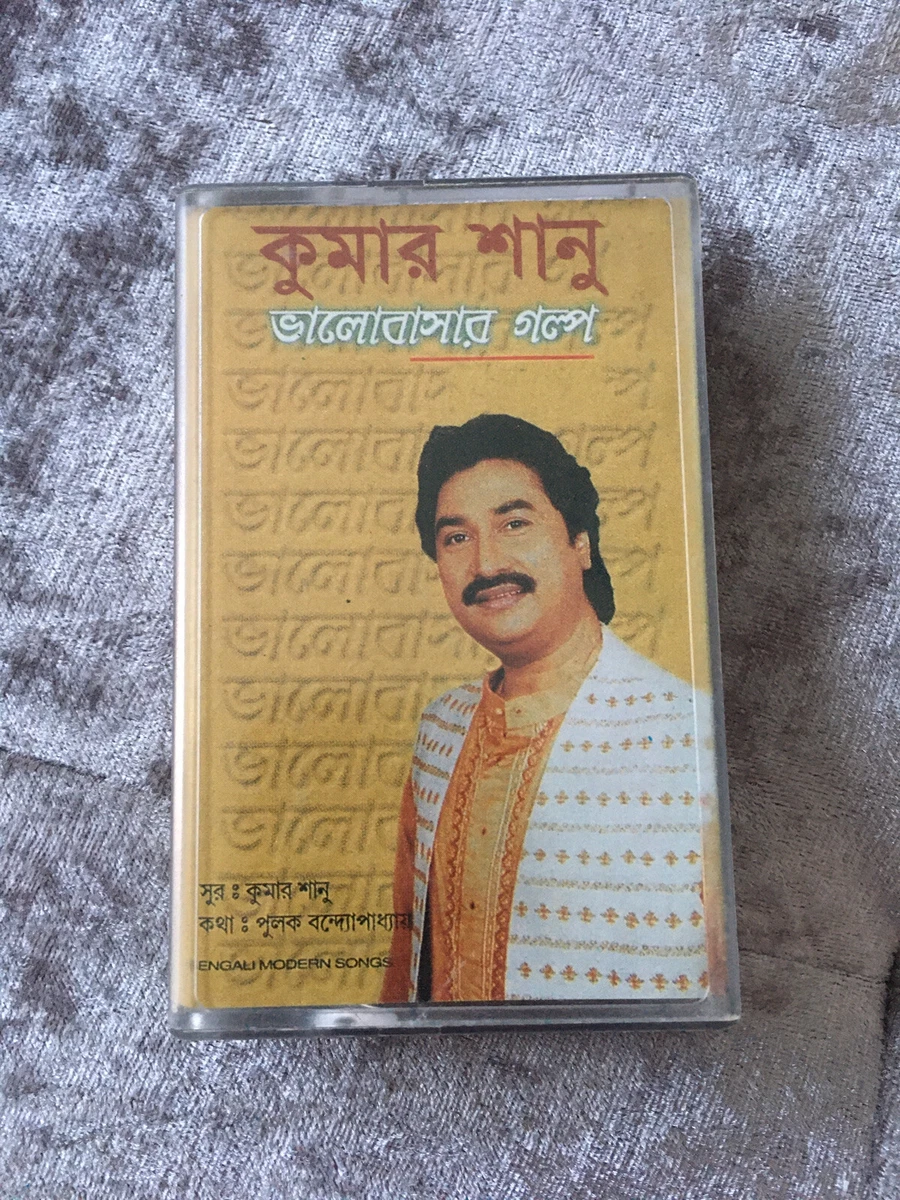 কুমার শানু
ভালোবাসার গল্প
সুর ঃ কুমার শানু
কথা ঃ পুলক বন্দ্যোপাধ্যায়
ENGALI MODERN SONGS